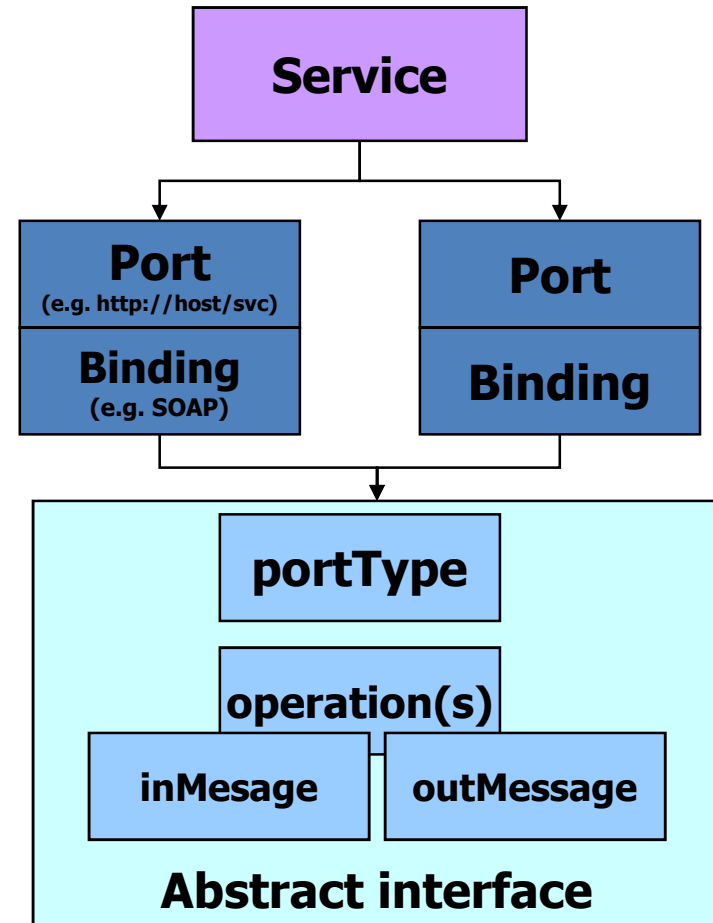 Service
Port
(e.g. http://host/svc)
Binding
(e.g. SOAP)
Port
Binding
portType
operation(s)
inMesage
outMessage
Abstract interface